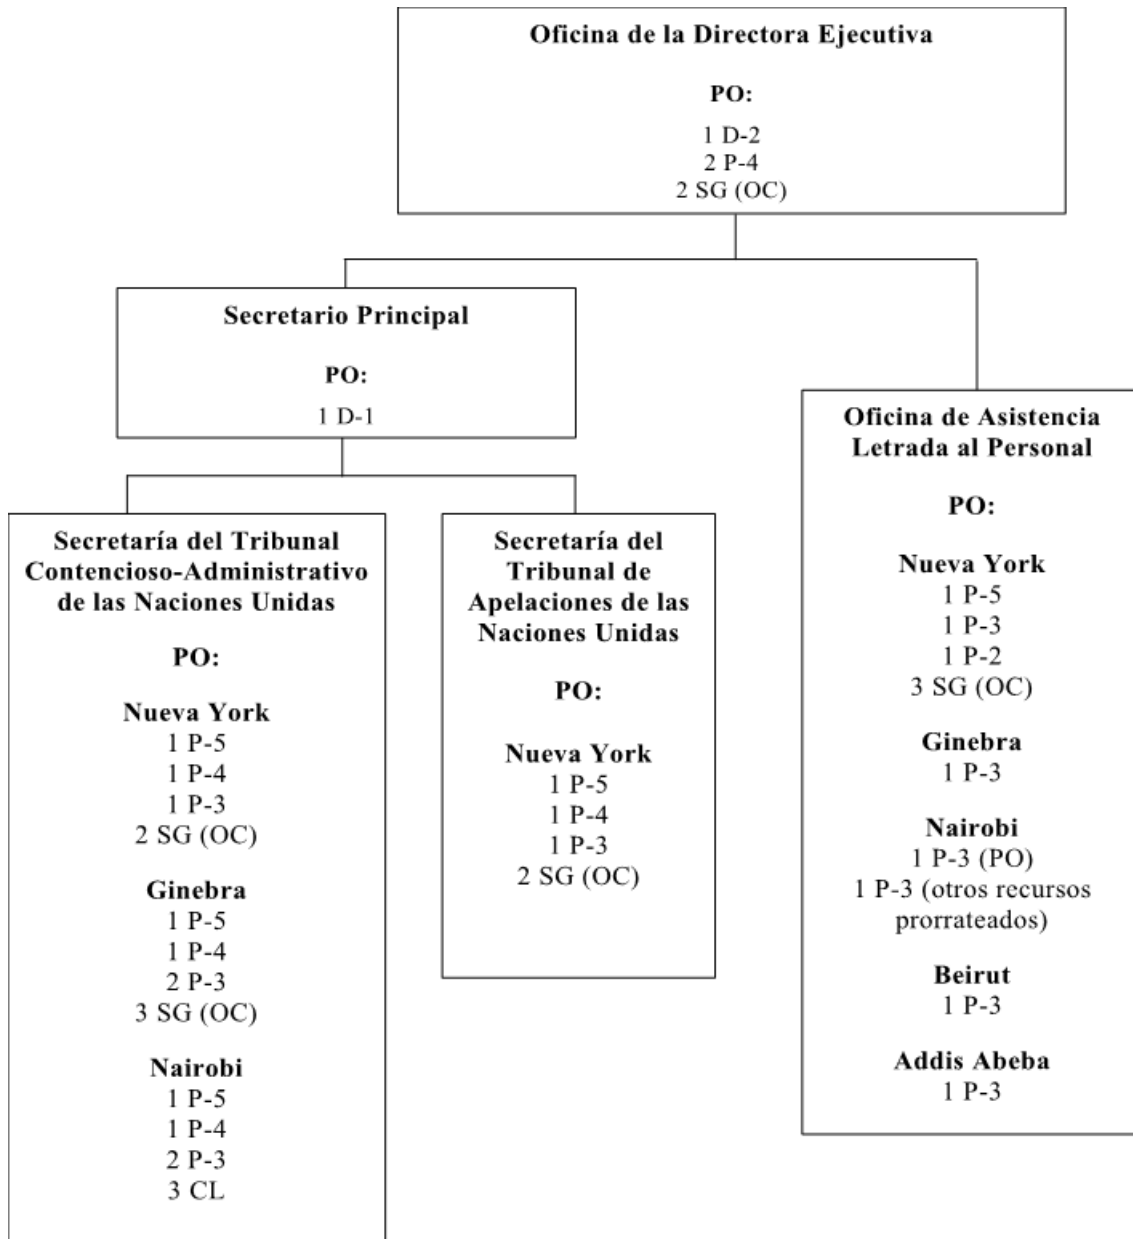 Oficina de la Directora Ejecutiva
PO:
1 D-2
2 P-4
2 SG (OC)
Secretario Principal
PO:
1 D-1
Secretaría del Tribunal
Contencioso-Administrativo
de las Naciones Unidas
PO:
Nueva York
1 P-5
1 P-4
1 P-3
2 SG (OC)
Ginebra
1 P-5
1 P-4
2 P-3
3 SG (OC)
Nairobi
1 P-5
1 P-4
2 P-3
3 CL
Secretaría del
Tribunal de
Apelaciones de las
Naciones Unidas
PO:
Nueva York
1 P-5
1 P-4
1 P-3
2 SG (OC)
Oficina de Asistencia
Letrada al Personal
PO:
Nueva York
1 P-5
1 P-3
1 P-2
3 SG (OC)
Ginebra
1 P-3
Nairobi
1 P-3 (PO)
1 P-3 (otros recursos
prorrateados)
Beirut
1 P-3
Addis Abeba
1 P-3